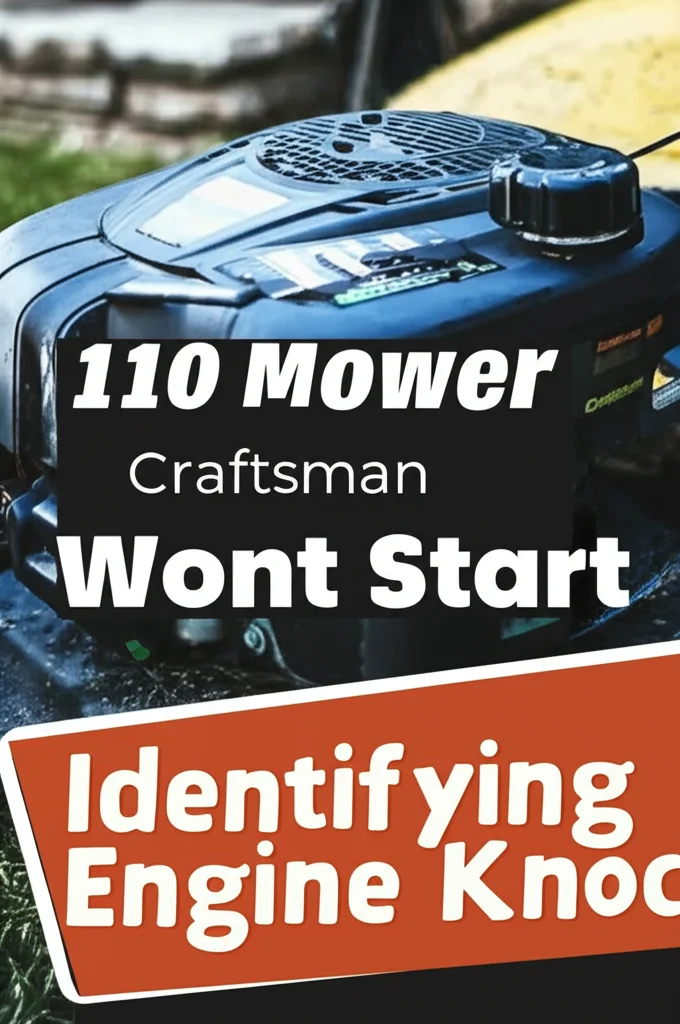 110 Mower
Craftsman
Wont Start
Identifying
Engine Knoc